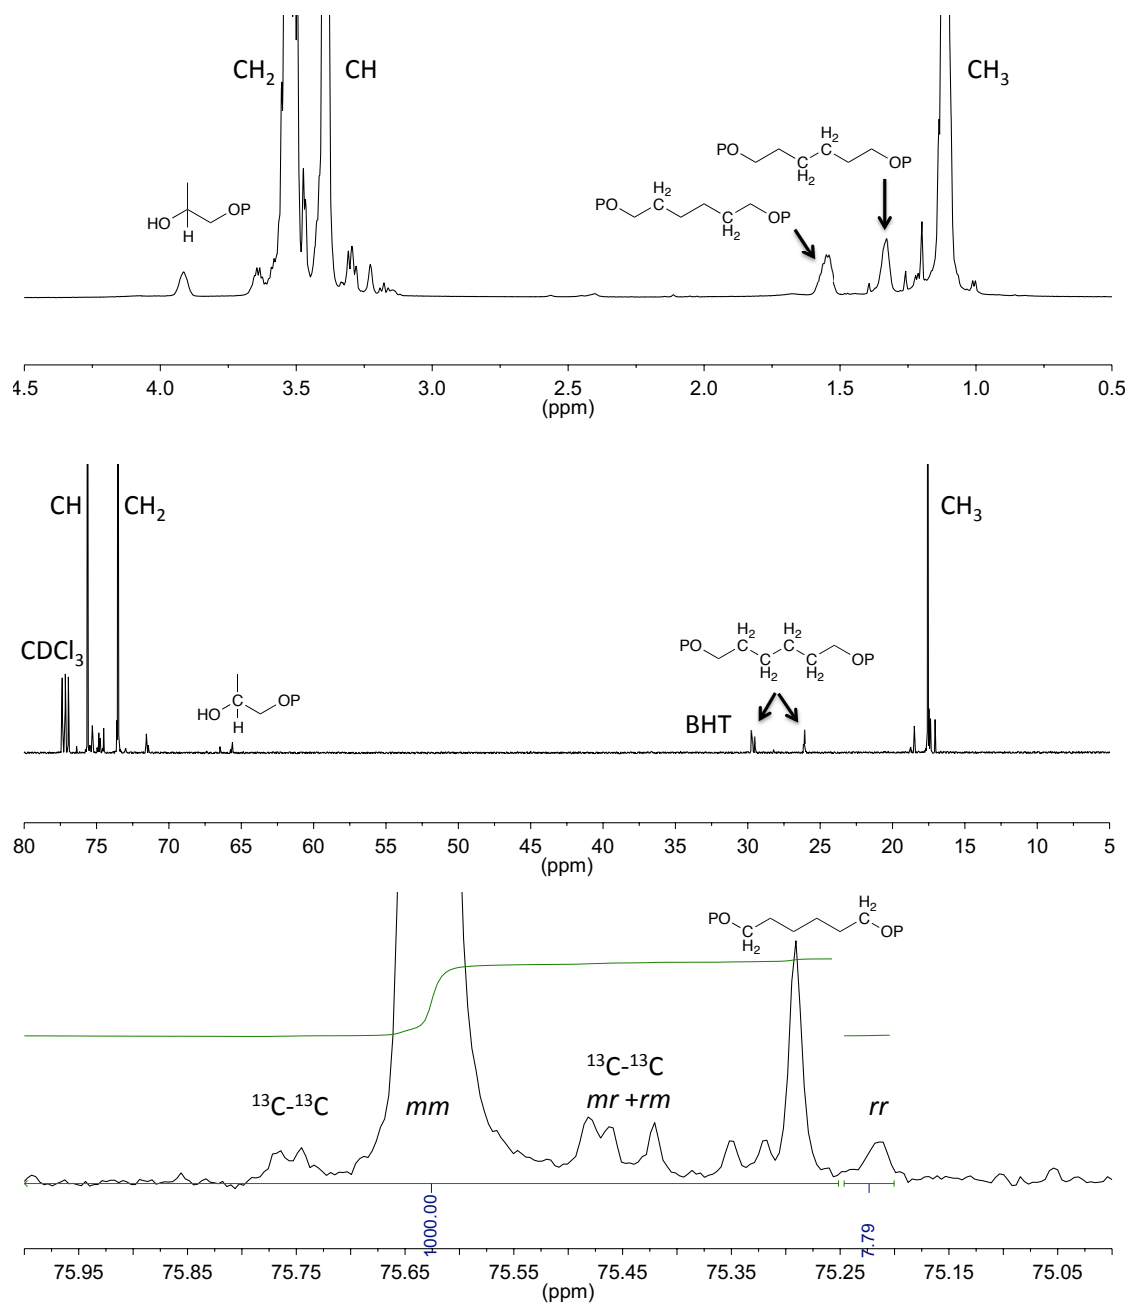 CH2
CH
CH3
H2
C
PO
C
H2
OP
H2
C
PO
C
H2
OP
HO
H
OP
4.5 4.0 3.5 3.0 2.5 2.0 1.5 1.0 0.5
(ppm)
CH
CH2
CH3
CDCl3
H2
C
H2
C
PO
C
H2
C
H2
OP
HO
C
H
OP
BHT
80 75 70 65 60 55 50 45 40 35 30 25 20 15 10 5
(ppm)
PO
C
H2
H2
C
OP
13C-13C
mm
13C-13C
mr +rm
rr
1000.00
7.79
75.95 75.85 75.75 75.65 75.55 75.45 75.35 75.25 75.15 75.05
(ppm)